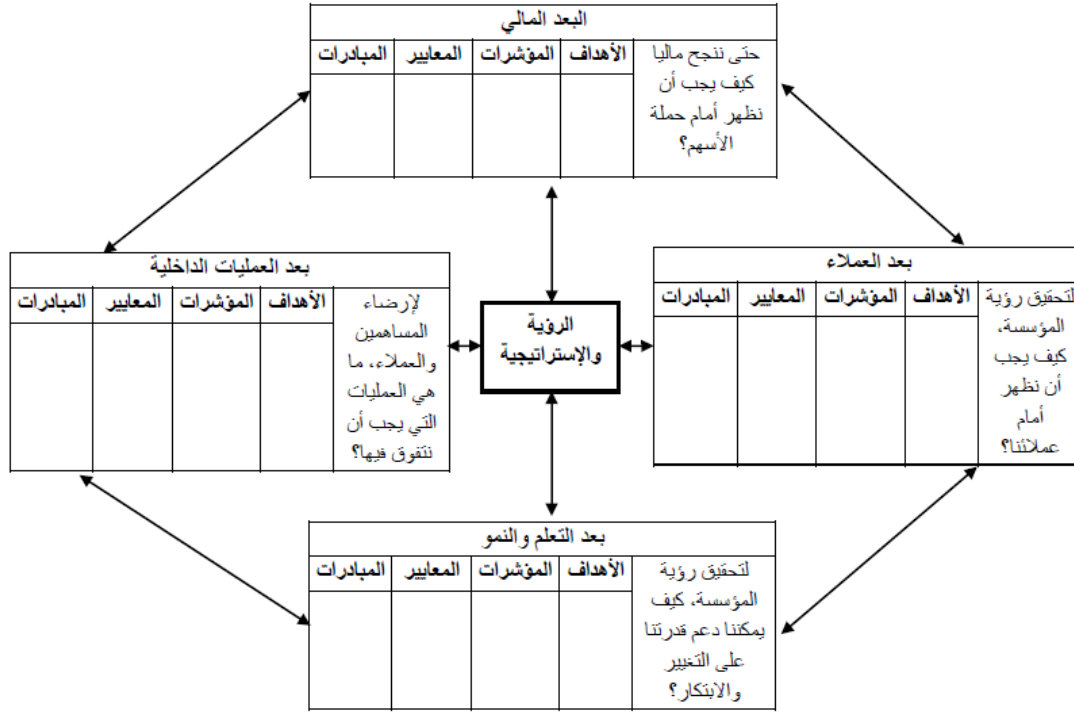 البعد المالي
حتى ننجح ماليا
كيف يجب أن
نظهر أمام حملة
الأسهم؟
الأهداف
المؤشرات
المعايير
المبادرات
بعد العملاء
لتحقيق رؤية
المؤسسة،
كيف يجب
أن نظهر
أمام
عملائنا؟
الأهداف
المؤشرات
المعايير
المبادرات
الرؤية
والإستراتيجية
بعد العمليات الداخلية
لإرضاء
المساهمين
والعملاء، ما
هي العمليات
التي يجب أن
نتفوق فيها؟
الأهداف
المؤشرات
المعايير
المبادرات
بعد التعلم والنمو
لتحقيق رؤية
المؤسسة، كيف
يمكننا دعم قدرتنا
على التغيير
والابتكار؟
الأهداف
المؤشرات
المعايير
المبادرات